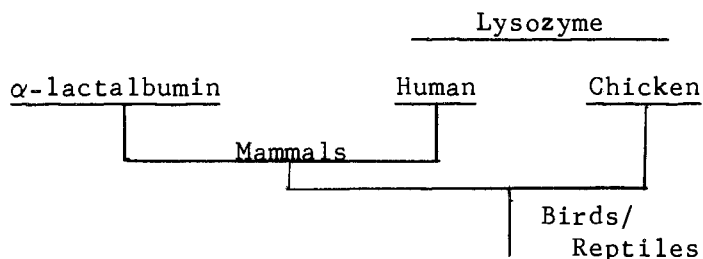 Lysozyme
α-lactalbumin Human Chicken
Mammals
Birds/
Reptiles